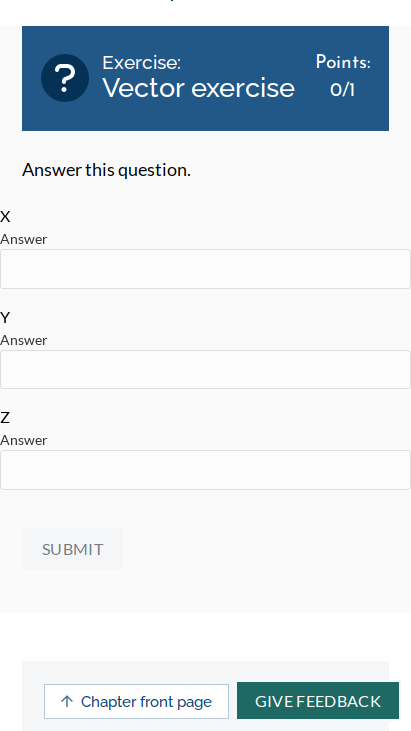 Exercise:
Vector exercise
Points:
0/1
Answer this question.
X
Answer
Y
Answer
Z
Answer
SUBMIT
Chapter front page
GIVE FEEDBACK